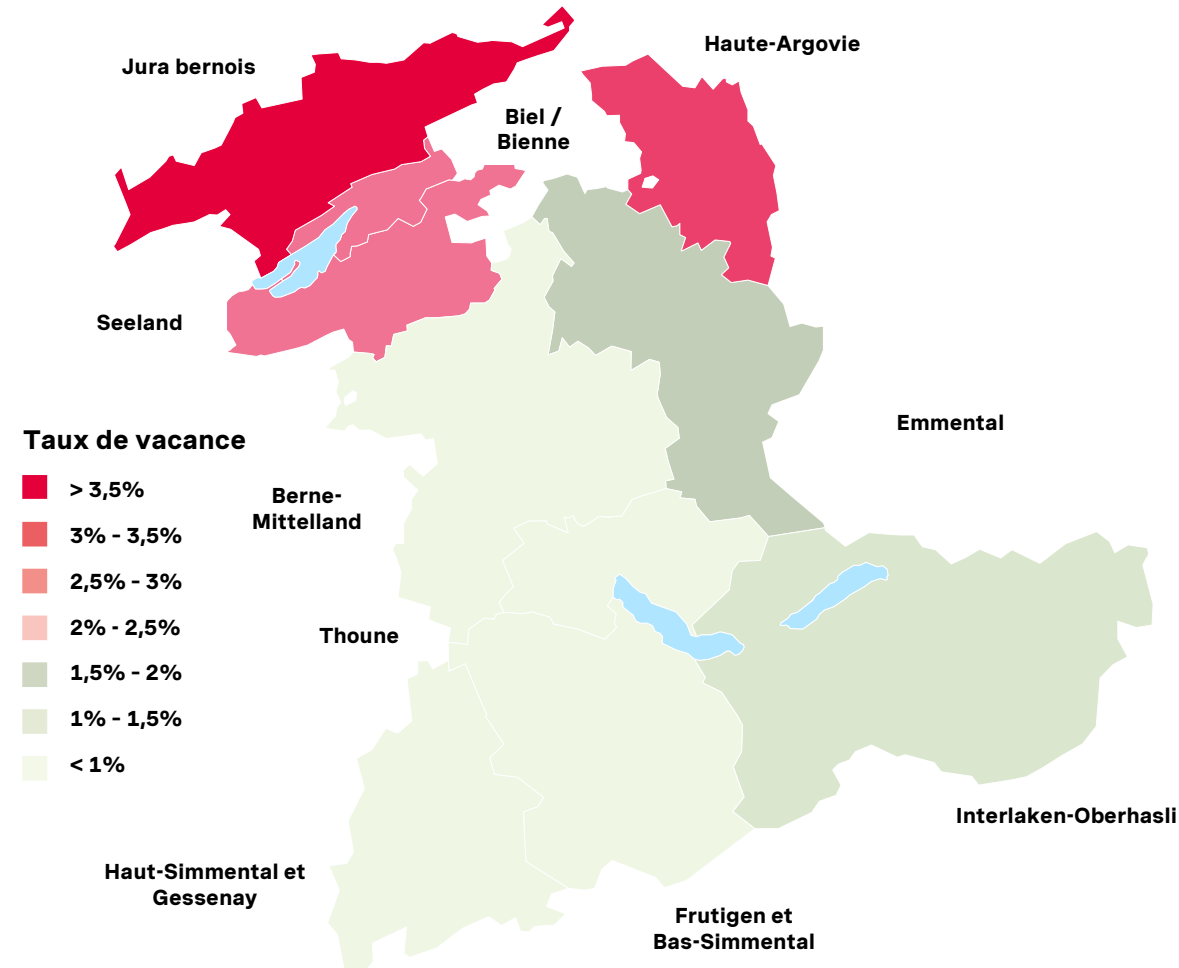 Haute-Argovie
Jura bernois
Biel /
Bienne
Seeland
Emmental
Taux de vacance
> 3,5%
3% - 3,5%
2,5% - 3%
2% - 2,5%
1,5% - 2%
1% - 1,5%
< 1%
Berne-
Mittelland
Thoune
Interlaken-Oberhasli
Haut-Simmental et
Gessenay
Frutigen et
Bas-Simmental